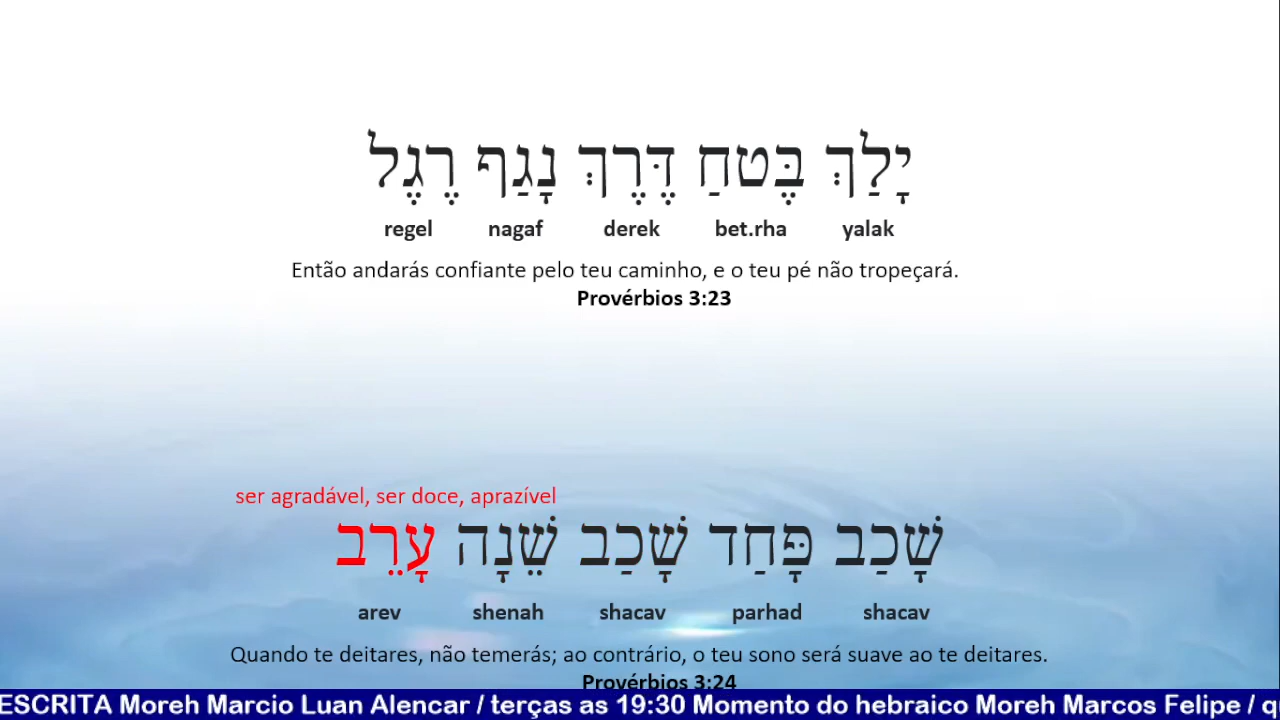 יָלַךְ בֶּטחַ דֶּרֶךְ נָגַף רֶגֶל
regel nagaf derek bet.rha yalak
Então andarás confiante pelo teu caminho, e o teu pé não tropeçará.
Provérbios 3:23
ser agradável, ser doce, aprazível
שָׁכַב פָּחַד שָׁכַב שֵׁנָה עָרֵב
arev shenah shacav parhad shacav
Quando te deitares, não temerás; ao contrário, o teu sono será suave ao te deitares.
Provérbios 3:24
ESCRITA Moreh Marcio Luan Alencar / terças as 19:30 Momento do hebraico Moreh Marcos Felipe / q